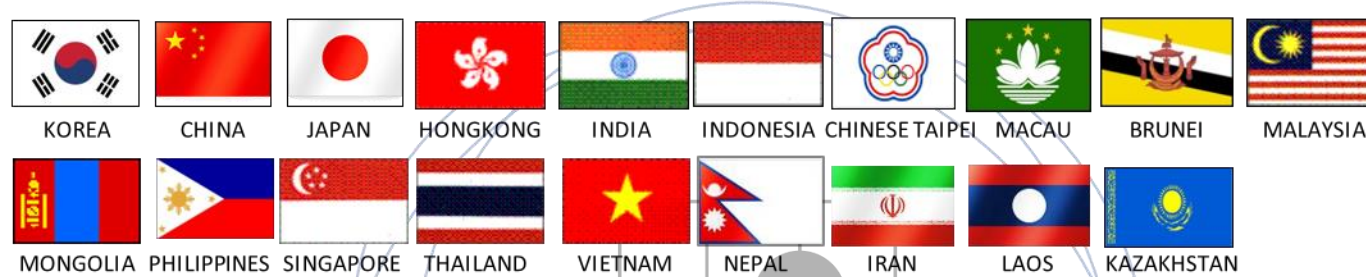 KOREA CHINA JAPAN HONGKONG INDIA INDONESIA CHINESE TAIPEI MACAU BRUNEI MALAYSIA
MONGOLIA PHILIPPINES SINGAPORE THAILAND VIETNAM NEPAL IRAN LAOS KAZAKHSTAN